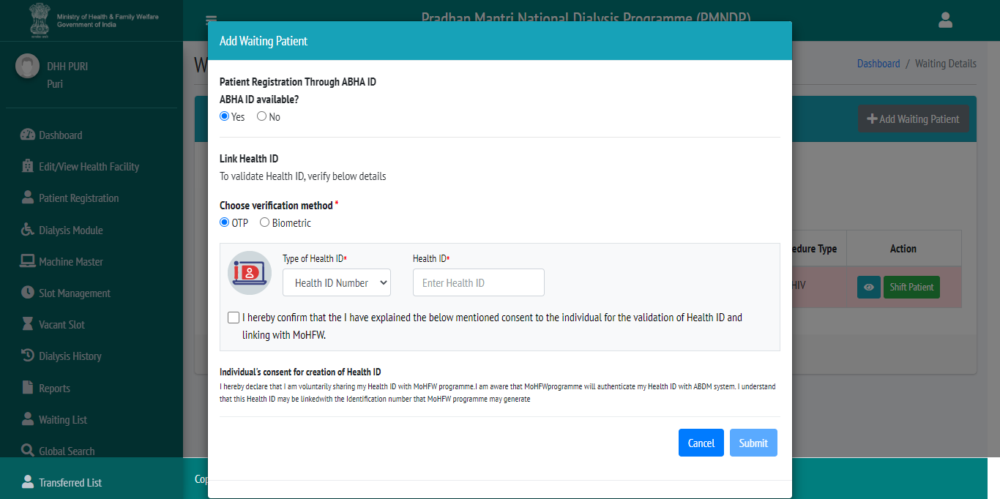 Ministry of Health & Family Welfare
Government of India
Pradhan Mantri National Dialysis Programme (PMNDP)
DHH PURI
Puri
Dashboard
Edit/View Health Facility
Patient Registration
Dialysis Module
Machine Master
Slot Management
Vacant Slot
Dialysis History
Reports
Waiting List
Global Search
Transferred List
Dashboard / Waiting Details
Add Waiting Patient
Type
Action
HIV
Shift Patient
Add Waiting Patient
Patient Registration Through ABHA ID
ABHA ID available?
Yes No
Link Health ID
To validate Health ID, verify below details
Choose verification method *
OTP Biometric
Type of Health ID* Health ID*
Health ID Number Enter Health ID
I hereby confirm that the I have explained the below mentioned consent to the individual for the validation of Health ID and
linking with MoHFW.
Individual's consent for creation of Health ID
I hereby declare that I am voluntarily sharing my Health ID with MoHFW programme.I am aware that MoHFWprogramme will authenticate my Health ID with ABDM system. I understand
that this Health ID may be linkedwith the Identification number that MoHFW programme may generate
Cancel Submit